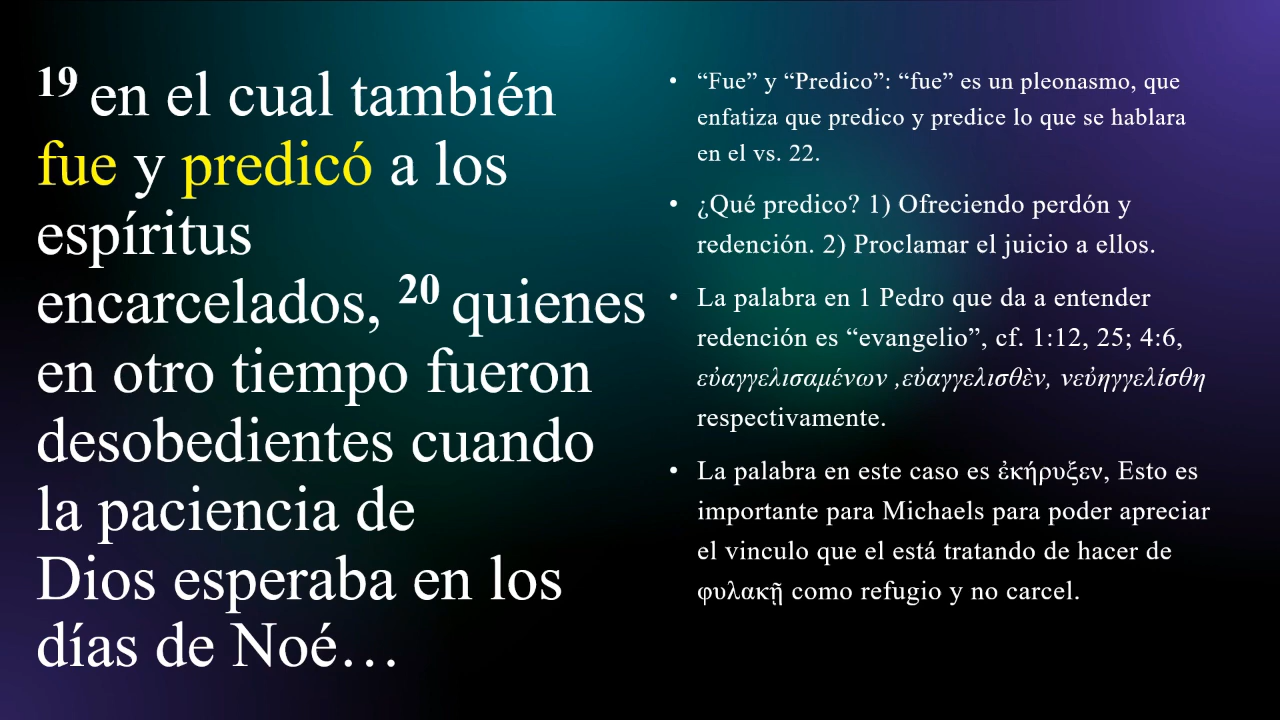 19 en el cual también
fue y predicó a los
espíritus
encarcelados, 20 quienes
en otro tiempo fueron
desobedientes cuando
la paciencia de
Dios esperaba en los
días de Noé…
• “Fue” y “Predico”: “fue” es un pleonasmo, que
enfatiza que predico y predice lo que se hablara
en el vs. 22.
• ¿Qué predico? 1) Ofreciendo perdón y
redención. 2) Proclamar el juicio a ellos.
• La palabra en 1 Pedro que da a entender
redención es “evangelio”, cf. 1:12, 25; 4:6,
εὐαγγελισαμένων ,εὐαγγελισθὲν, νεὐηγγελίσθη
respectivamente.
• La palabra en este caso es ἐκήρυξεν, Esto es
importante para Michaels para poder apreciar
el vinculo que el está tratando de hacer de
φυλακῇ como refugio y no carcel.